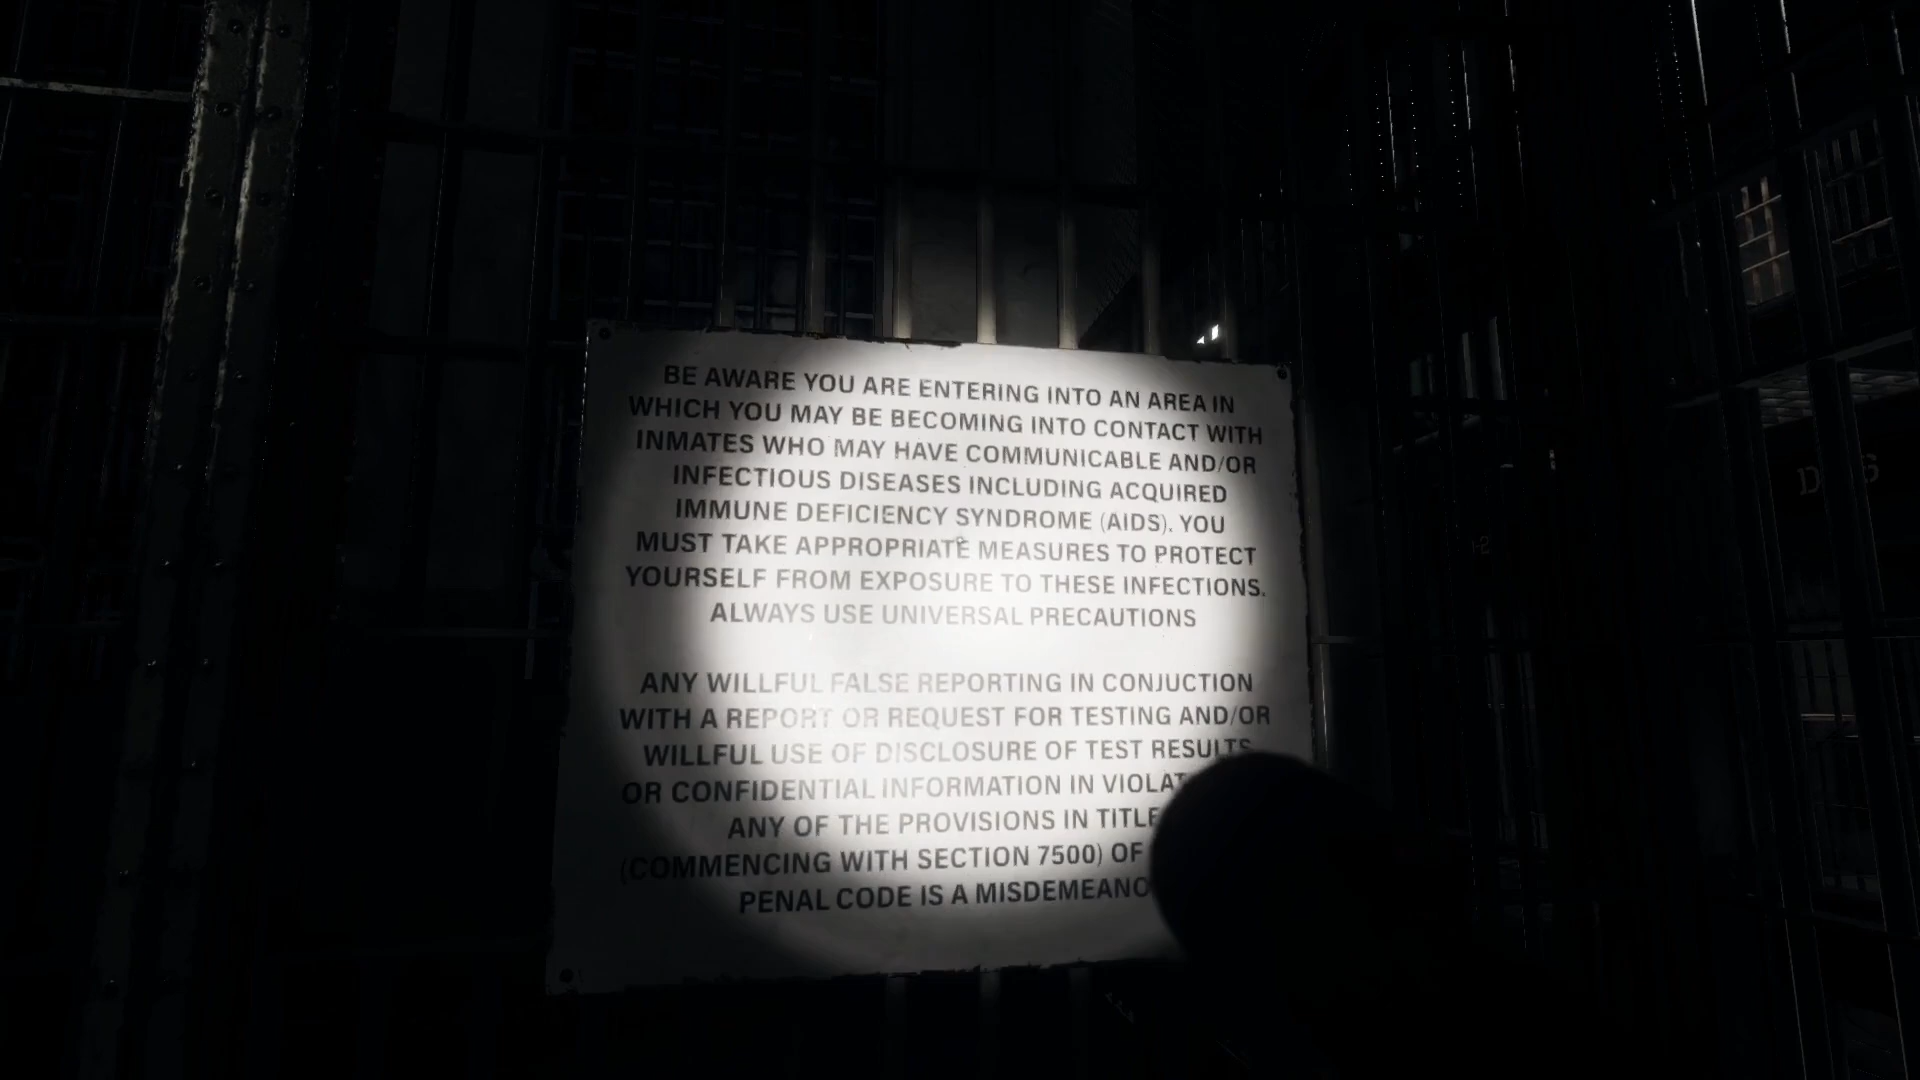 BE AWARE YOU ARE ENTERING INTO AN AREA IN
WHICH YOU MAY BE BECOMING INTO CONTACT WITH
INMATES WHO MAY HAVE COMMUNICABLE AND/OR
INFECTIOUS DISEASES INCLUDING ACQUIRED
IMMUNE DEFICIENCY SYNDROME (AIDS). YOU
MUST TAKE APPROPRIATE MEASURES TO PROTECT
YOURSELF FROM EXPOSURE TO THESE INFECTIONS.
ALWAYS USE UNIVERSAL PRECAUTIONS
ANY WILLFUL FALSE REPORTING IN CONJUCTION
WITH A REPORT OR REQUEST FOR TESTING AND/OR
WILLFUL USE OF DISCLOSURE OF TEST RESULTS
OR CONFIDENTIAL INFORMATION IN
ANY OF THE PROVISIONS IN TITLE
(COMMENCING WITH SECTION 7500) OF
PENAL CODE IS A